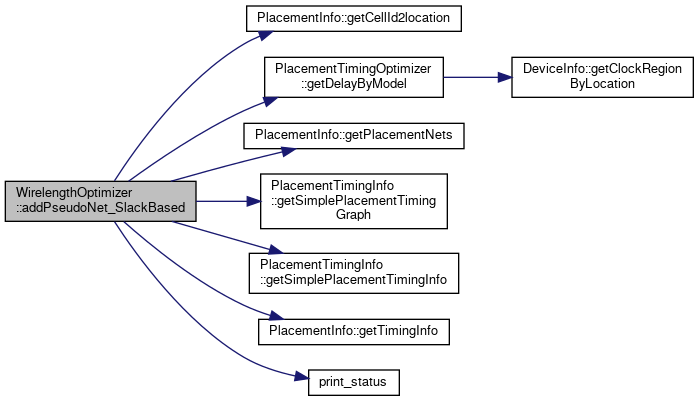 PlacementInfo::getCellId2location
PlacementTimingOptimizer
::getDelayByModel
DeviceInfo::getClockRegion
ByLocation
PlacementInfo::getPlacementNets
WirelengthOptimizer
::addPseudoNet_SlackBased
PlacementTimingInfo
::getSimplePlacementTiming
Graph
PlacementTimingInfo
::getSimplePlacementTimingInfo
PlacementInfo::getTimingInfo
print_status